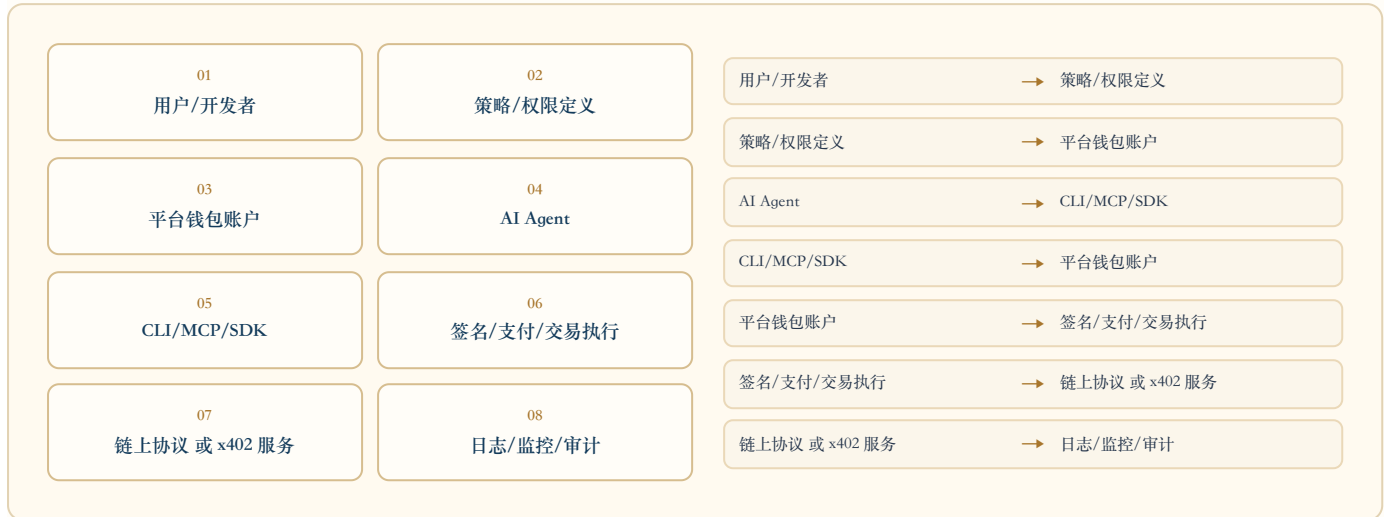 01
用户/开发者
02
策略/权限定义
03
平台钱包账户
04
AI Agent
05
CLI/MCP/SDK
06
签名/支付/交易执行
07
链上协议 或 x402 服务
08
日志/监控/审计
用户/开发者 → 策略/权限定义
策略/权限定义 → 平台钱包账户
AI Agent → CLI/MCP/SDK
CLI/MCP/SDK → 平台钱包账户
平台钱包账户 → 签名/支付/交易执行
签名/支付/交易执行 → 链上协议 或 x402 服务
链上协议 或 x402 服务 → 日志/监控/审计